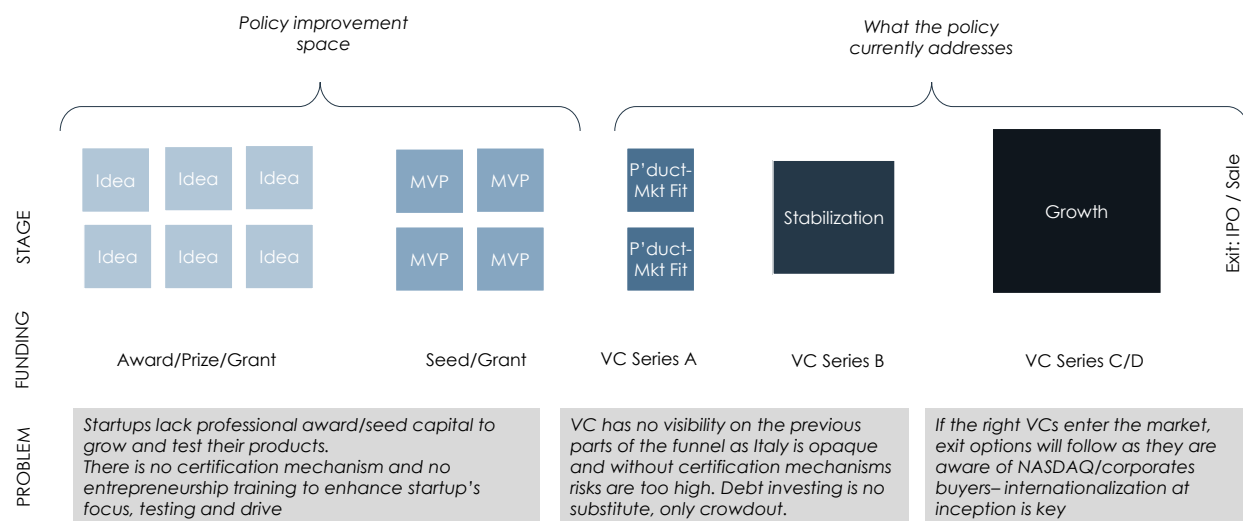 Policy improvement
space
What the policy
currently addresses
STAGE
Idea
Idea
Idea
Idea
Idea
Idea
MVP
MVP
MVP
MVP
P'duct-
Mkt Fit
P'duct-
Mkt Fit
Stabilization
Growth
Exit: IPO / Sale
FUNDING
Award/Prize/Grant
Seed/Grant
VC Series A
VC Series B
VC Series C/D
PROBLEM
Startups lack professional award/seed capital to
grow and test their products.
There is no certification mechanism and no
entrepreneurship training to enhance startup's
focus, testing and drive
VC has no visibility on the previous
parts of the funnel as Italy is opaque
and without certification mechanisms
risks are too high. Debt investing is no
substitute, only crowdout.
If the right VCs enter the market,
exit options will follow as they are
aware of NASDAQ/corporates
buyers– internationalization at
inception is key